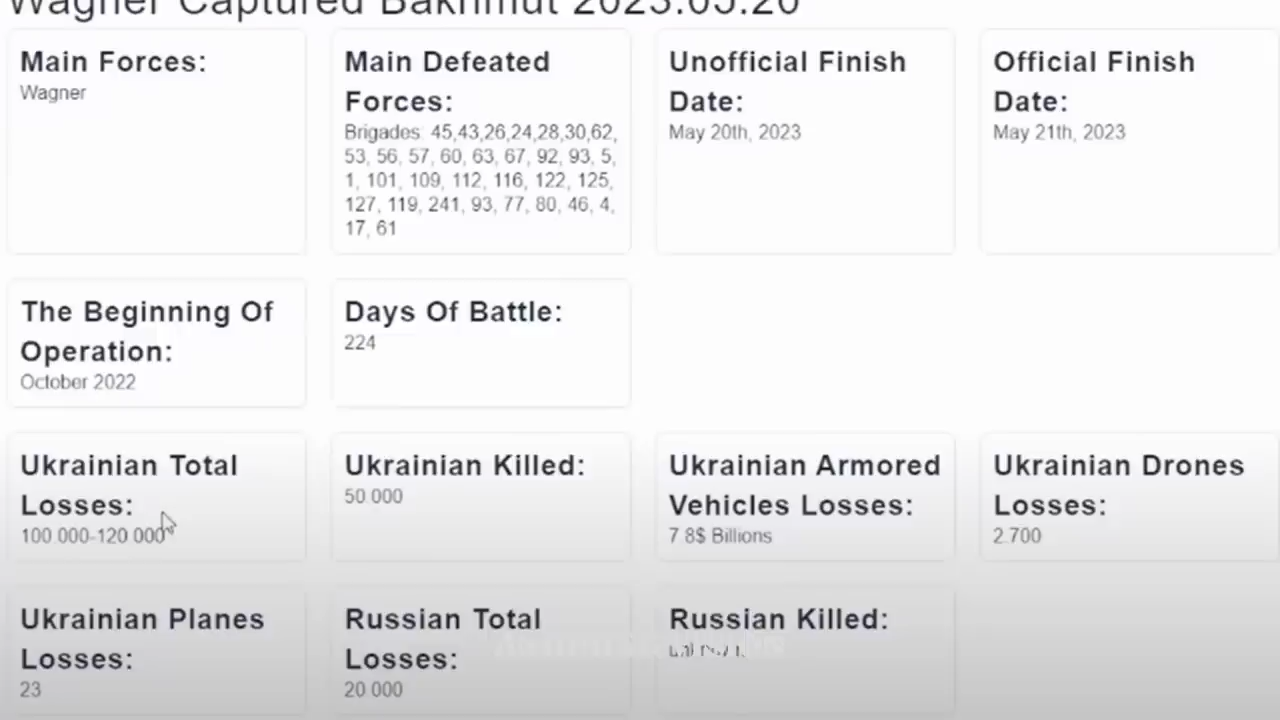 Wagner Captured Bakhmut 2023.05.20
Main Forces:
Wagner
Main Defeated
Forces:
Brigades: 45,43,26,24,28,30,62,
53, 56, 57, 60, 63, 67, 92, 93, 5,
1, 101, 109, 112, 116, 122, 125,
127, 119, 241, 93, 77, 80, 46, 4,
17, 61
Unofficial Finish
Date:
May 20th, 2023
Official Finish
Date:
May 21th, 2023
The Beginning Of
Operation:
October 2022
Days Of Battle:
224
Ukrainian Total
Losses:
100 000-120 000
Ukrainian Killed:
50 000
Ukrainian Armored
Vehicles Losses:
7.8$ Billions
Ukrainian Drones
Losses:
2.700
Ukrainian Planes
Losses:
23
Russian Total
Losses:
20 000
Russian Killed: